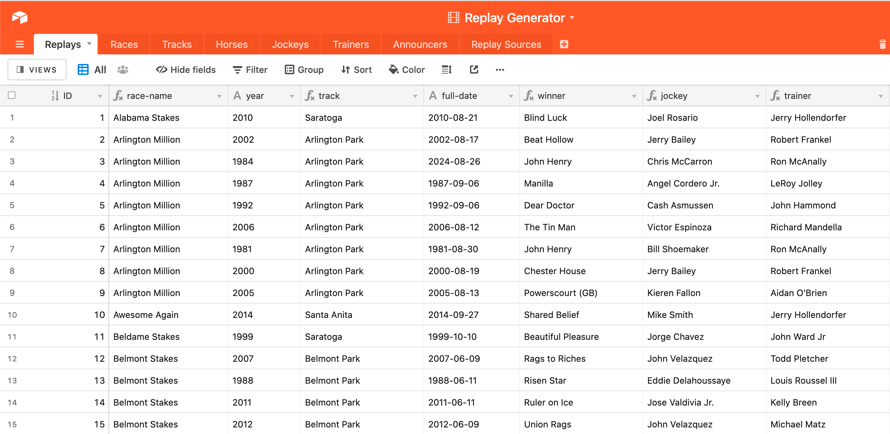 Replay Generator
Replays Races Tracks Horses Jockeys Trainers Announcers Replay Sources
VIEWS All Hide fields Filter Group Sort Color
ID race-name A year track A full-date winner jockey trainer
1 1 Alabama Stakes 2010 Saratoga 2010-08-21 Blind Luck Joel Rosario Jerry Hollendorfer
2 2 Arlington Million 2002 Arlington Park 2002-08-17 Beat Hollow Jerry Bailey Robert Frankel
3 3 Arlington Million 1984 Arlington Park 2024-08-26 John Henry Chris McCarron Ron McAnally
4 4 Arlington Million 1987 Arlington Park 1987-09-06 Manilla Angel Cordero Jr. LeRoy Jolley
5 5 Arlington Million 1992 Arlington Park 1992-09-06 Dear Doctor Cash Asmussen John Hammond
6 6 Arlington Million 2006 Arlington Park 2006-08-12 The Tin Man Victor Espinoza Richard Mandella
7 7 Arlington Million 1981 Arlington Park 1981-08-30 John Henry Bill Shoemaker Ron McAnally
8 8 Arlington Million 2000 Arlington Park 2000-08-19 Chester House Jerry Bailey Robert Frankel
9 9 Arlington Million 2005 Arlington Park 2005-08-13 Powerscourt (GB) Kieren Fallon Aidan O'Brien
10 10 Awesome Again 2014 Santa Anita 2014-09-27 Shared Belief Mike Smith Jerry Hollendorfer
11 11 Beldame Stakes 1999 Saratoga 1999-10-10 Beautiful Pleasure Jorge Chavez John Ward Jr
12 12 Belmont Stakes 2007 Belmont Park 2007-06-09 Rags to Riches John Velazquez Todd Pletcher
13 13 Belmont Stakes 1988 Belmont Park 1988-06-11 Risen Star Eddie Delahoussaye Louis Roussel III
14 14 Belmont Stakes 2011 Belmont Park 2011-06-11 Ruler on Ice Jose Valdivia Jr. Kelly Breen
15 15 Belmont Stakes 2012 Belmont Park 2012-06-09 Union Rags John Velazquez Michael Matz